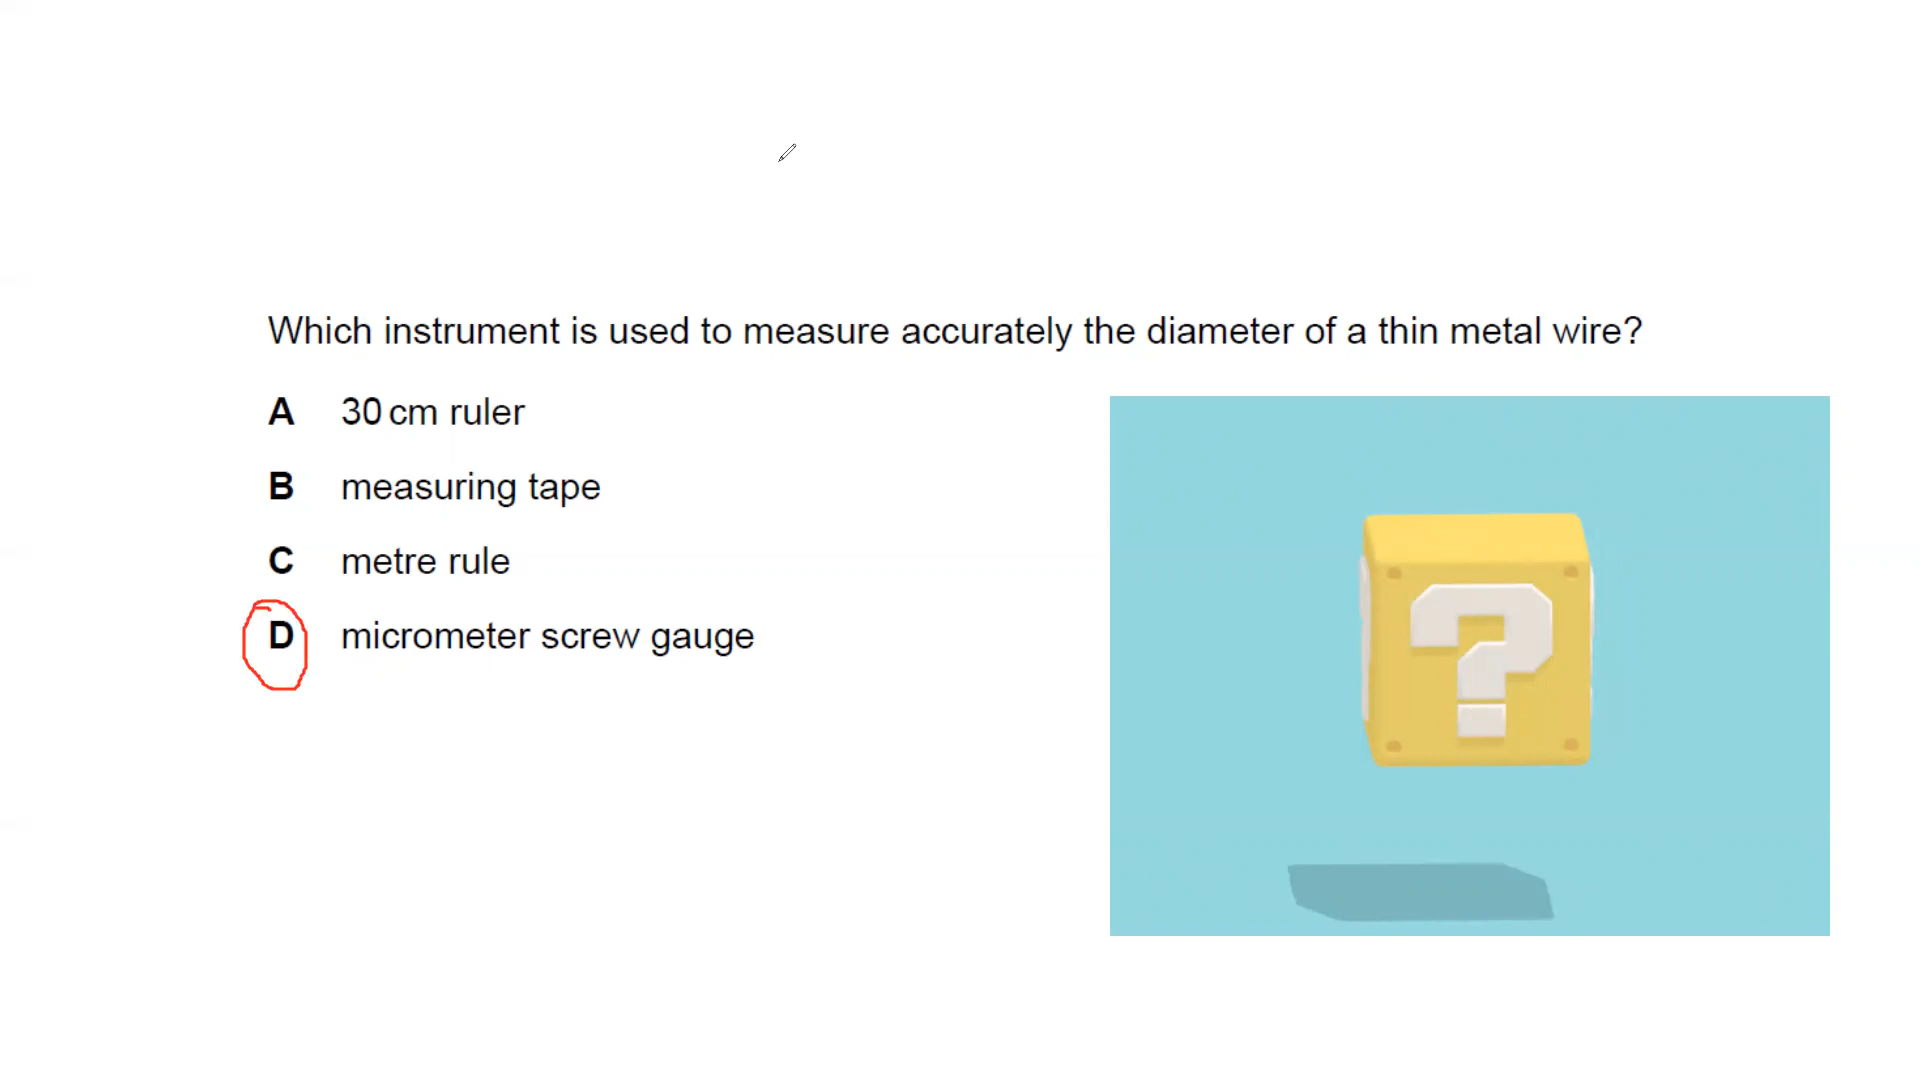 Which instrument is used to measure accurately the diameter of a thin metal wire?
A 30 cm ruler
B measuring tape
C metre rule
D micrometer screw gauge
?